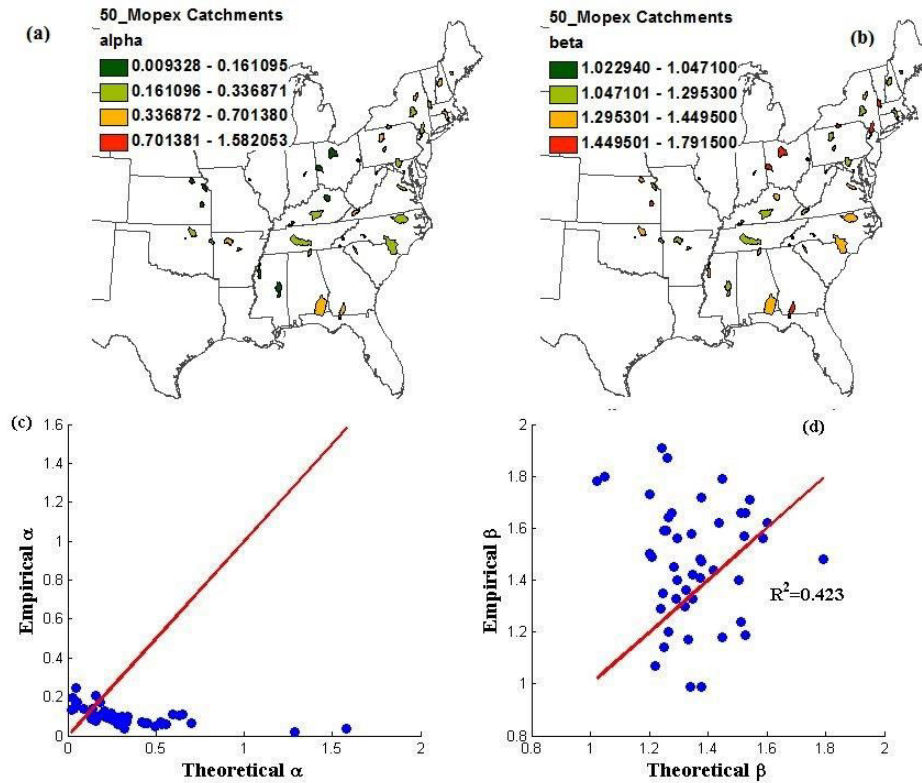 50_Mopex Catchments
(a)
alpha
0.009328 - 0.161095
0.161096 - 0.336871
0.336872 - 0.701380
0.701381 - 1.582053
50_Mopex Catchments
(b)
beta
1.022940 - 1.047100
1.047101 - 1.295300
1.295301 - 1.449500
1.449501 - 1.791500
(c)
1.6
1.4
1.2
1
0.8
0.6
0.4
0.2
0
0 0.5 1 1.5 2
Empirical α
Theoretical α
(d)
2
1.8
1.6
1.4
1.2
1
0.8
0.8 1 1.2 1.4 1.6 1.8 2
R²=0.423
Empirical β
Theoretical β